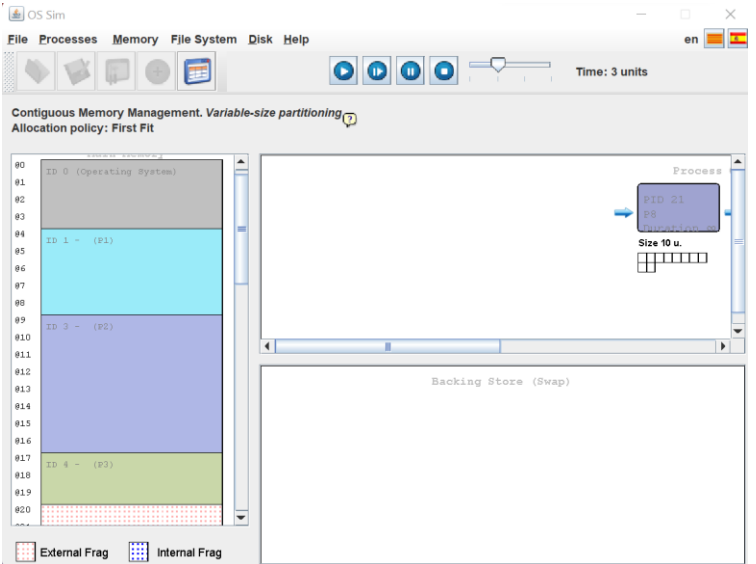 OS Sim
File Processes Memory File System Disk Help
en
Time: 3 units
Contiguous Memory Management. Variable-size partitioning
?
Allocation policy: First Fit
@0
ID 0 (Operating System)
@1
@2
@3
@4
ID 1 - (P1)
@5
@6
@7
@8
@9
ID 3 - (P2)
@10
@11
@12
@13
@14
@15
@16
@17
ID 4 - (P3)
@18
@19
@20
External Frag
Internal Frag
Process
PID 21
P8
Duration ∞
Size 10 u.
Backing Store (Swap)